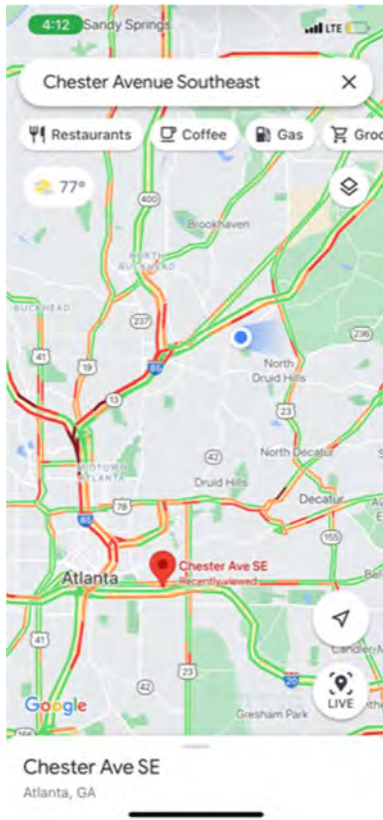 4:12
Sandy Springs
LTE
Chester Avenue Southeast
Restaurants
Coffee
Gas
Groc
77°
400
Brookhaven
NORTH
BUCKHEAD
BUCKHEAD
237
41
19
85
236
13
North
Druid Hills
23
42
North Decatur
MIDTOWN
ATLANTA
Druid Hills
78
Decatur
85
155
Chester Ave SE
Recently viewed
Atlanta
41
23
42
20
LIVE
Google
Gresham Park
166
Chester Ave SE
Atlanta, GA